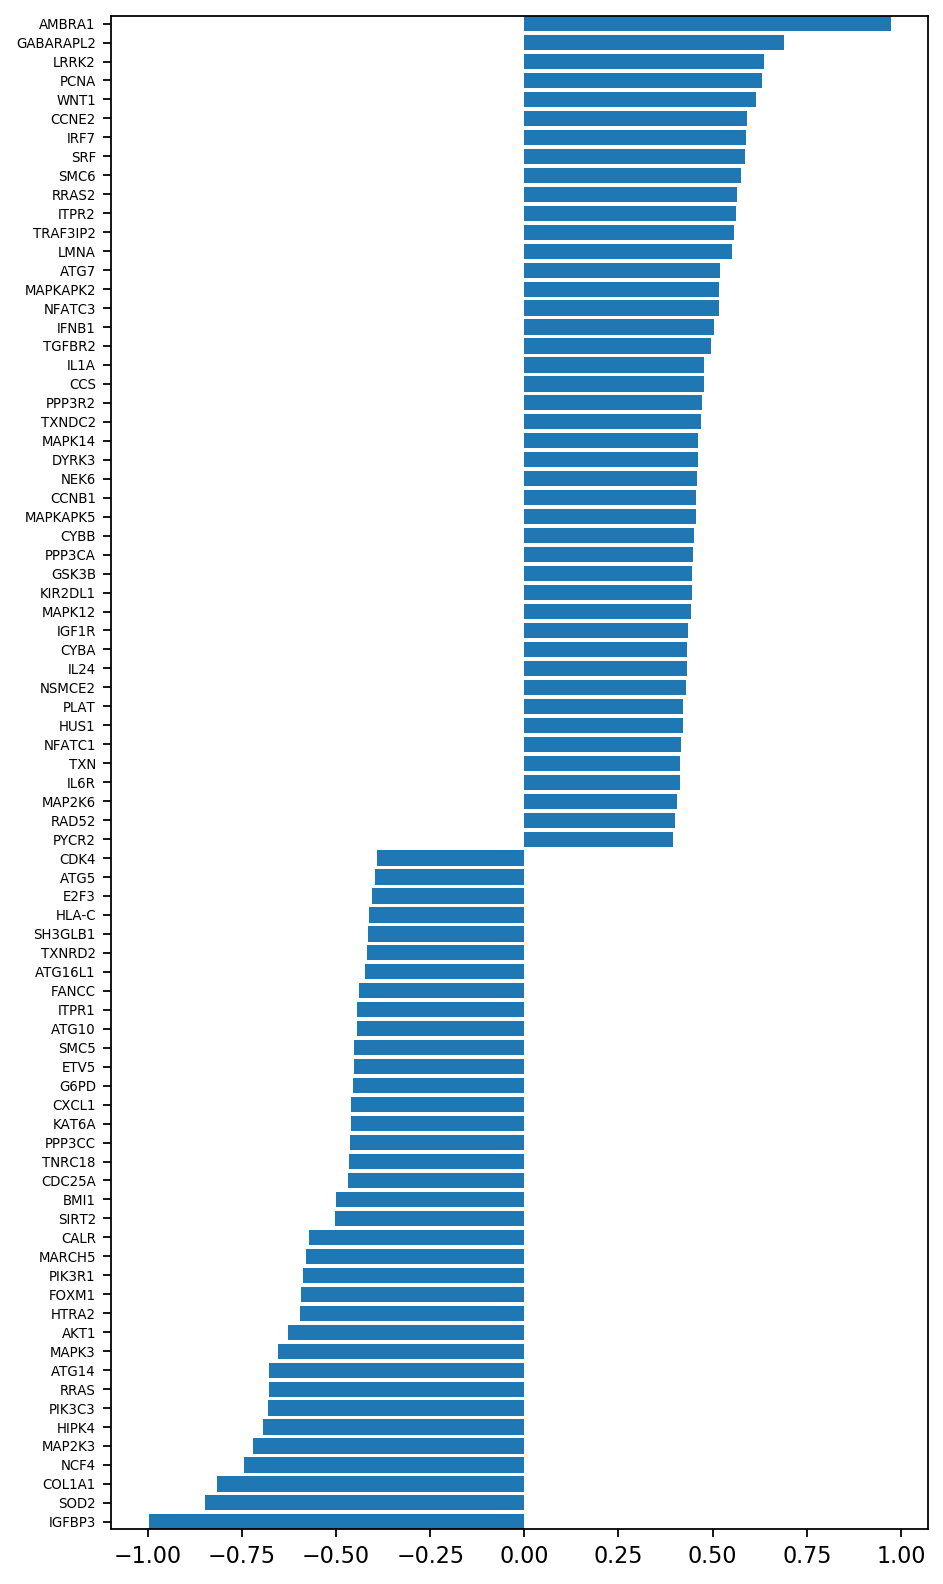 AMBRA1
GABARAPL2
LRRK2
PCNA
WNT1
CCNE2
IRF7
SRF
SMC6
RRAS2
ITPR2
TRAF3IP2
LMNA
ATG7
MAPKAPK2
NFATC3
IFNB1
TGFBR2
IL1A
CCS
PPP3R2
TXNDC2
MAPK14
DYRK3
NEK6
CCNB1
MAPKAPK5
CYBB
PPP3CA
GSK3B
KIR2DL1
MAPK12
IGF1R
CYBA
IL24
NSMCE2
PLAT
HUS1
NFATC1
TXN
IL6R
MAP2K6
RAD52
PYCR2
CDK4
ATG5
E2F3
HLA-C
SH3GLB1
TXNRD2
ATG16L1
FANCC
ITPR1
ATG10
SMC5
ETV5
G6PD
CXCL1
KAT6A
PPP3CC
TNRC18
CDC25A
BMI1
SIRT2
CALR
MARCH5
PIK3R1
FOXM1
HTRA2
AKT1
MAPK3
ATG14
RRAS
PIK3C3
HIPK4
MAP2K3
NCF4
COL1A1
SOD2
IGFBP3
−1.00 −0.75 −0.50 −0.25 0.00 0.25 0.50 0.75 1.00